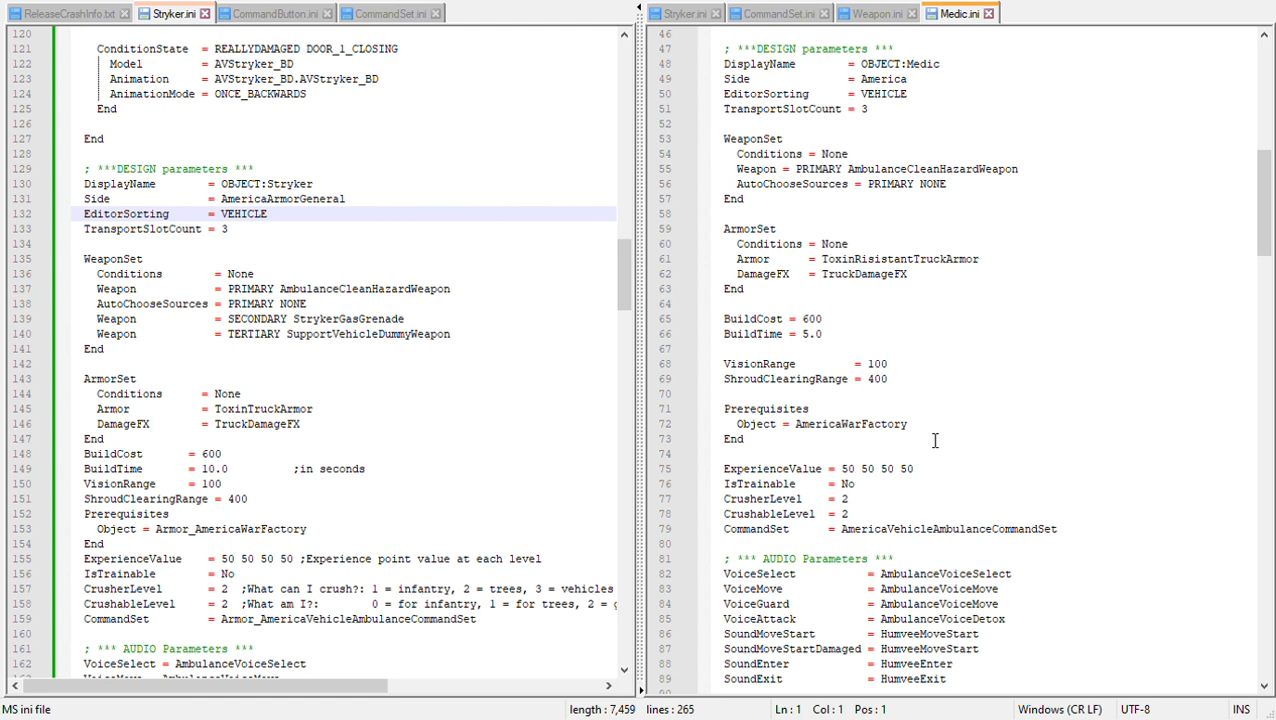 ReleaseCrashInfo.txt Stryker.ini CommandButton.ini CommandSet.ini
120
121 ConditionState = REALLYDAMAGED DOOR_1_CLOSING
122 Model = AVStryker_BD
123 Animation = AVStryker_BD.AVStryker_BD
124 AnimationMode = ONCE_BACKWARDS
125 End
126
127 End
128
129 ; ***DESIGN parameters ***
130 DisplayName = OBJECT:Stryker
131 Side = AmericaArmorGeneral
132 EditorSorting = VEHICLE
133 TransportSlotCount = 3
134
135 WeaponSet
136 Conditions = None
137 Weapon = PRIMARY AmbulanceCleanHazardWeapon
138 AutoChooseSources = PRIMARY NONE
139 Weapon = SECONDARY StrykerGasGrenade
140 Weapon = TERTIARY SupportVehicleDummyWeapon
141 End
142
143 ArmorSet
144 Conditions = None
145 Armor = ToxinTruckArmor
146 DamageFX = TruckDamageFX
147 End
148 BuildCost = 600
149 BuildTime = 10.0 ;in seconds
150 VisionRange = 100
151 ShroudClearingRange = 400
152 Prerequisites
153 Object = Armor_AmericaWarFactory
154 End
155 ExperienceValue = 50 50 50 50 ;Experience point value at each level
156 IsTrainable = No
157 CrusherLevel = 2 ;What can I crush?: 1 = infantry, 2 = trees, 3 = vehicles
158 CrushableLevel = 2 ;What am I?: 0 = for infantry, 1 = for trees, 2 =
159 CommandSet = Armor_AmericaVehicleAmbulanceCommandSet
160
161 ; *** AUDIO Parameters ***
162 VoiceSelect = AmbulanceVoiceSelect
Stryker.ini CommandSet.ini Weapon.ini Medic.ini
46
47 ; ***DESIGN parameters ***
48 DisplayName = OBJECT:Medic
49 Side = America
50 EditorSorting = VEHICLE
51 TransportSlotCount = 3
52
53 WeaponSet
54 Conditions = None
55 Weapon = PRIMARY AmbulanceCleanHazardWeapon
56 AutoChooseSources = PRIMARY NONE
57 End
58
59 ArmorSet
60 Conditions = None
61 Armor = ToxinRisistantTruckArmor
62 DamageFX = TruckDamageFX
63 End
64
65 BuildCost = 600
66 BuildTime = 5.0
67
68 VisionRange = 100
69 ShroudClearingRange = 400
70
71 Prerequisites
72 Object = AmericaWarFactory
73 End
74
75 ExperienceValue = 50 50 50 50
76 IsTrainable = No
77 CrusherLevel = 2
78 CrushableLevel = 2
79 CommandSet = AmericaVehicleAmbulanceCommandSet
80
81 ; *** AUDIO Parameters ***
82 VoiceSelect = AmbulanceVoiceSelect
83 VoiceMove = AmbulanceVoiceMove
84 VoiceGuard = AmbulanceVoiceMove
85 VoiceAttack = AmbulanceVoiceDetox
86 SoundMoveStart = HumveeMoveStart
87 SoundMoveStartDamaged = HumveeMoveStart
88 SoundEnter = HumveeEnter
89 SoundExit = HumveeExit
MS ini file length : 7,459 lines : 265 Ln : 1 Col : 1 Pos : 1 Windows (CR LF) UTF-8 INS